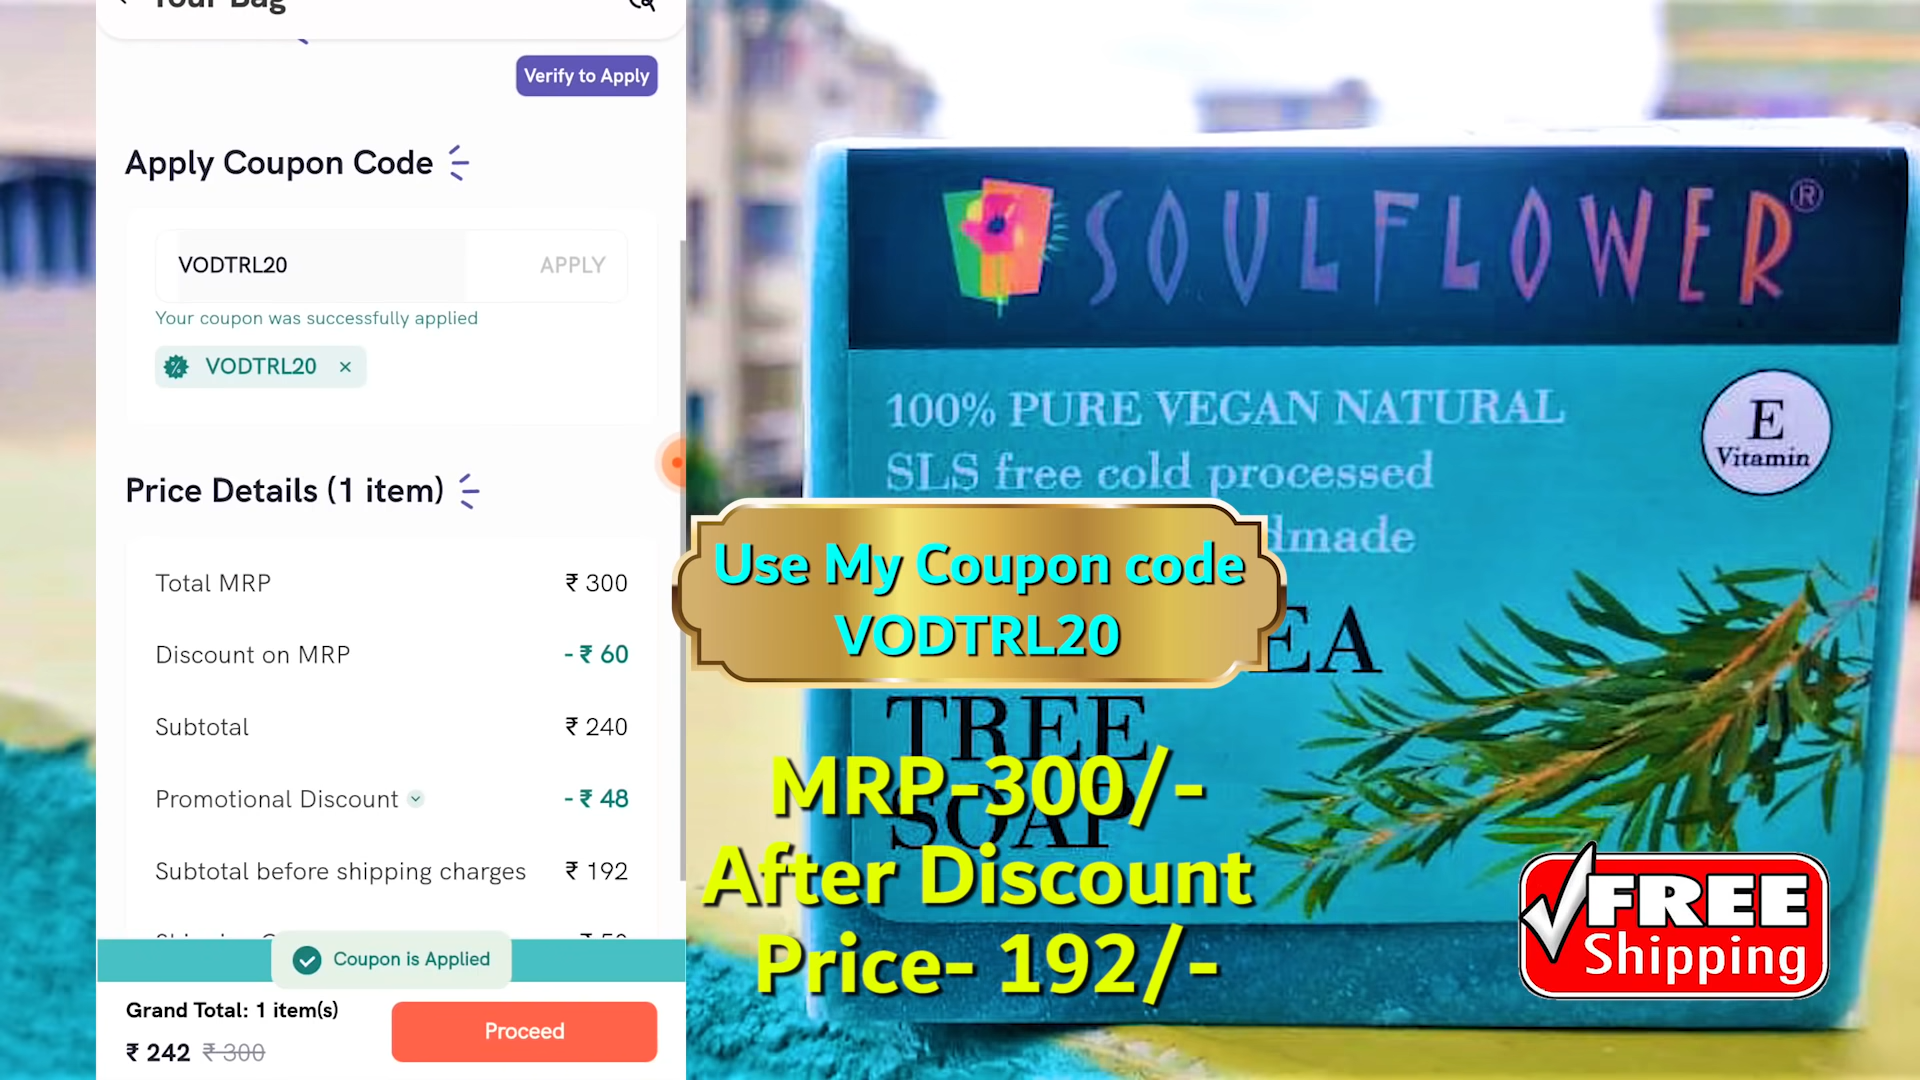 Your Bag
Verify to Apply
Apply Coupon Code
VODTRL20 APPLY
Your coupon was successfully applied
VODTRL20 ×
Price Details (1 item)
Total MRP ₹ 300
Discount on MRP - ₹ 60
Subtotal ₹ 240
Promotional Discount - ₹ 48
Subtotal before shipping charges ₹ 192
Coupon is Applied
Grand Total: 1 item(s)
₹ 242 ₹ 300
Proceed
SOULFLOWER®
100% PURE VEGAN NATURAL
SLS free cold processed
E
Vitamin
TREE
SOAP
Use My Coupon code
VODTRL20
MRP-300/-
After Discount
Price- 192/-
FREE
Shipping